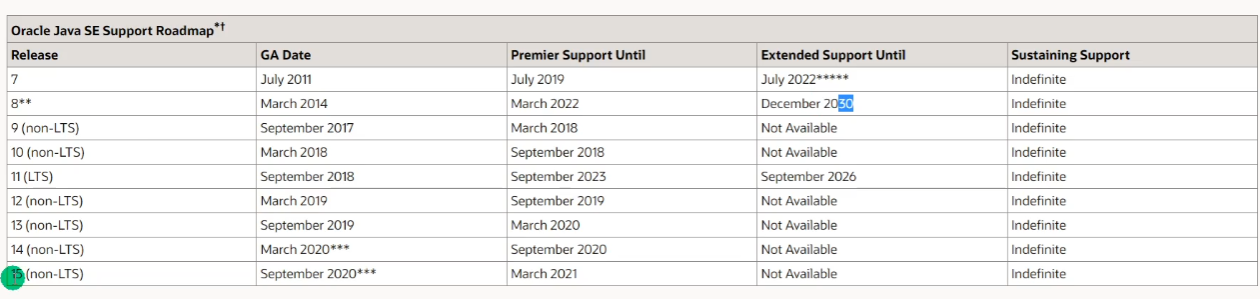 Oracle Java SE Support Roadmap*†
Release GA Date Premier Support Until Extended Support Until Sustaining Support
7 July 2011 July 2019 July 2022***** Indefinite
8** March 2014 March 2022 December 2030 Indefinite
9 (non-LTS) September 2017 March 2018 Not Available Indefinite
10 (non-LTS) March 2018 September 2018 Not Available Indefinite
11 (LTS) September 2018 September 2023 September 2026 Indefinite
12 (non-LTS) March 2019 September 2019 Not Available Indefinite
13 (non-LTS) September 2019 March 2020 Not Available Indefinite
14 (non-LTS) March 2020*** September 2020 Not Available Indefinite
15 (non-LTS) September 2020*** March 2021 Not Available Indefinite